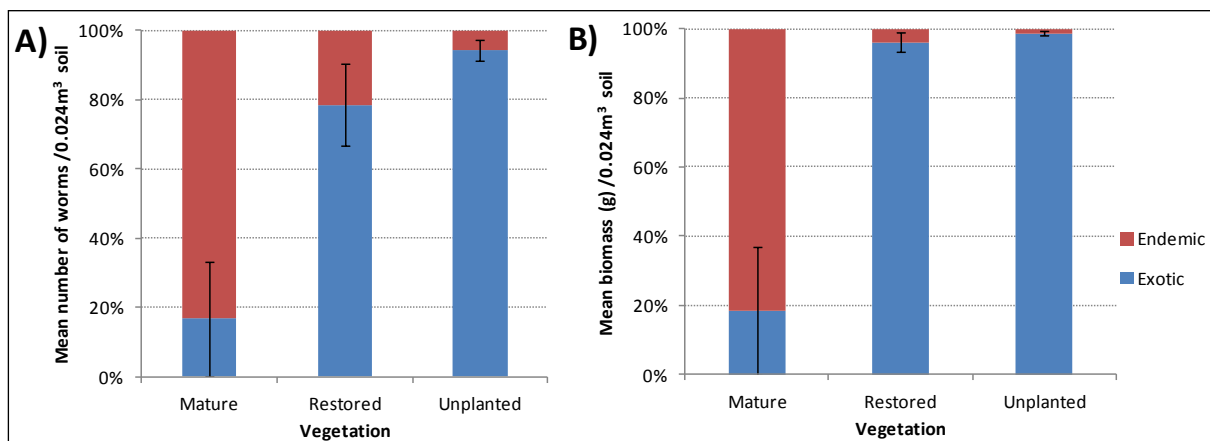 A)
Mean number of worms /0.024m³ soil
100%
80%
60%
40%
20%
0%
Mature Restored Unplanted
Vegetation
B)
Mean biomass (g) /0.024m³ soil
100%
80%
60%
40%
20%
0%
Mature Restored Unplanted
Vegetation
Endemic
Exotic